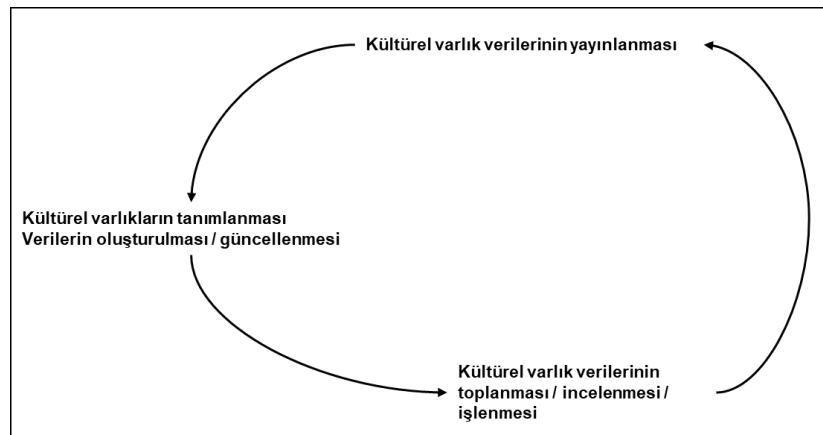 Kültürel varlık verilerinin yayınlanması
Kültürel varlıkların tanımlanması
Verilerin oluşturulması / güncellenmesi
Kültürel varlık verilerinin
toplanması / incelenmesi /
işlenmesi